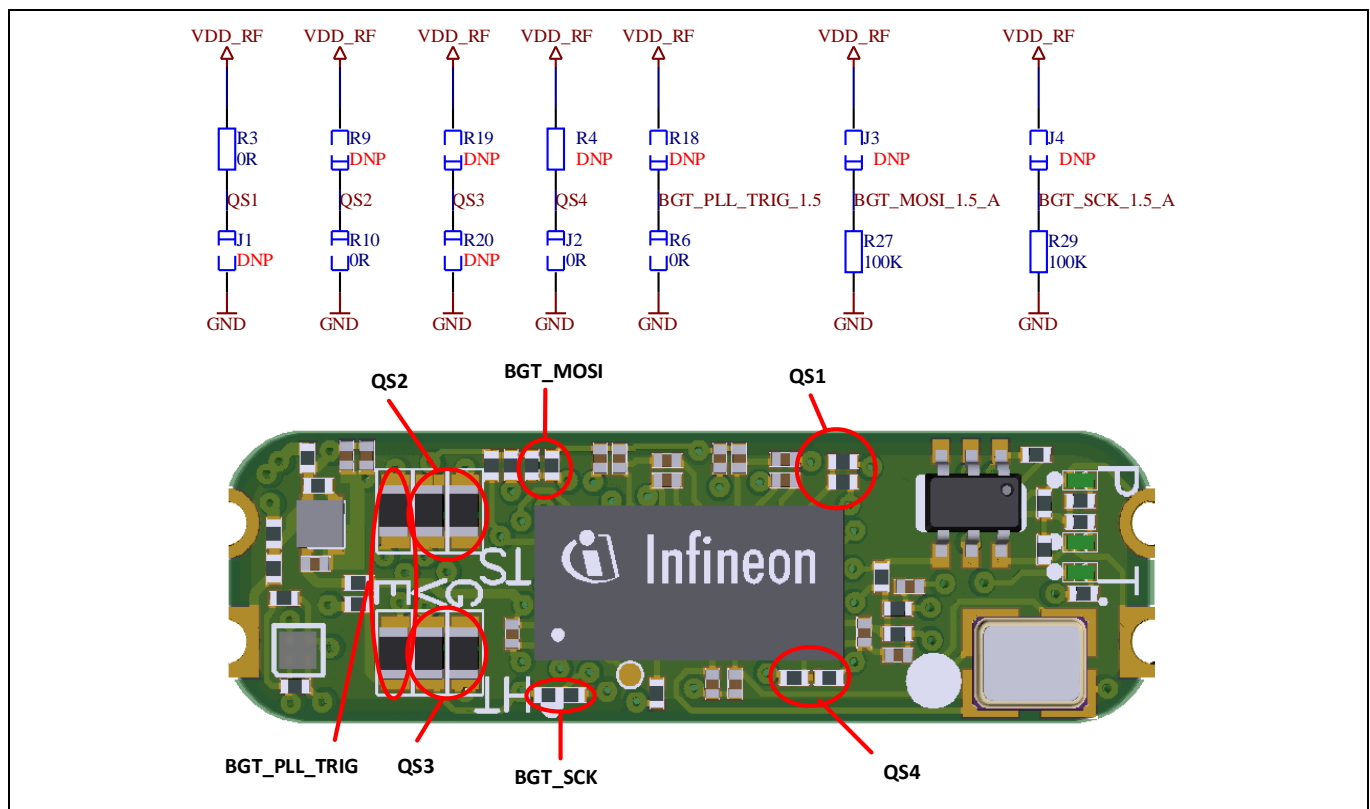 VDD_RF VDD_RF VDD_RF VDD_RF VDD_RF VDD_RF VDD_RF
R3 R9 R19 R4 R18 J3 J4
0R DNP DNP DNP DNP DNP DNP
QS1 QS2 QS3 QS4 BGT_PLL_TRIG_1.5 BGT_MOSI_1.5_A BGT_SCK_1.5_A
J1 R10 R20 J2 R6 R27 R29
DNP 0R DNP 0R 0R 100K 100K
GND GND GND GND GND GND GND
QS2 BGT_MOSI QS1
P
Infineon
TS
E V G
T
HT
BGT_PLL_TRIG QS3 BGT_SCK QS4